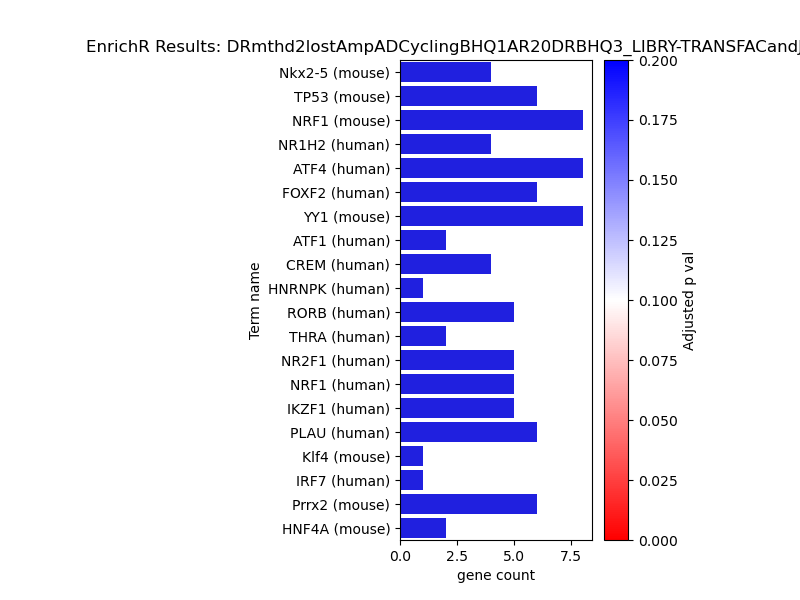 EnrichR Results: DRmthd2lostAmpADCyclingBHQ1AR20DRBHQ3_LIBRY-TRANSFACandJ
Nkx2-5 (mouse)
TP53 (mouse)
NRF1 (mouse)
NR1H2 (human)
ATF4 (human)
FOXF2 (human)
YY1 (mouse)
ATF1 (human)
CREM (human)
HNRNPK (human)
RORB (human)
THRA (human)
NR2F1 (human)
NRF1 (human)
IKZF1 (human)
PLAU (human)
Klf4 (mouse)
IRF7 (human)
Prrx2 (mouse)
HNF4A (mouse)
Term name
0.0 2.5 5.0 7.5
gene count
0.200
0.175
0.150
0.125
0.100
0.075
0.050
0.025
0.000
Adjusted p val